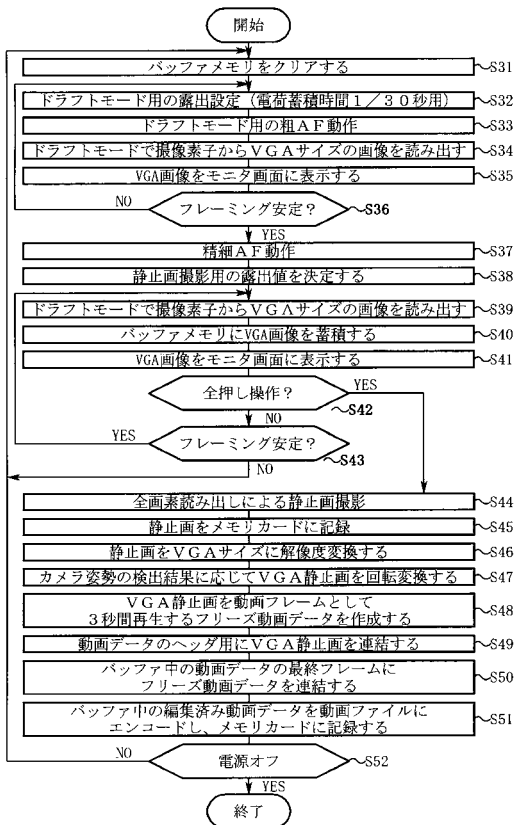 開始
バッファメモリをクリアする
S31
ドラフトモード用の露出設定(電荷蓄積時間1/30秒用)
S32
ドラフトモード用の粗AF動作
S33
ドラフトモードで撮像素子からVGAサイズの画像を読み出す
S34
VGA画像をモニタ画面に表示する
S35
NO
フレーミング安定?
S36
YES
精細AF動作
S37
静止画撮影用の露出値を決定する
S38
ドラフトモードで撮像素子からVGAサイズの画像を読み出す
S39
バッファメモリにVGA画像を蓄積する
S40
VGA画像をモニタ画面に表示する
S41
全押し操作?
YES
S42
NO
YES
フレーミング安定?
S43
NO
全画素読み出しによる静止画撮影
S44
静止画をメモリカードに記録
S45
静止画をVGAサイズに解像度変換する
S46
カメラ姿勢の検出結果に応じてVGA静止画を回転変換する
S47
VGA静止画を動画フレームとして
3秒間再生するフリーズ動画データを作成する
S48
動画データのヘッダ用にVGA静止画を連結する
S49
バッファ中の動画データの最終フレームに
フリーズ動画データを連結する
S50
バッファ中の編集済み動画データを動画ファイルに
エンコードし、メモリカードに記録する
S51
NO
電源オフ
S52
YES
終了